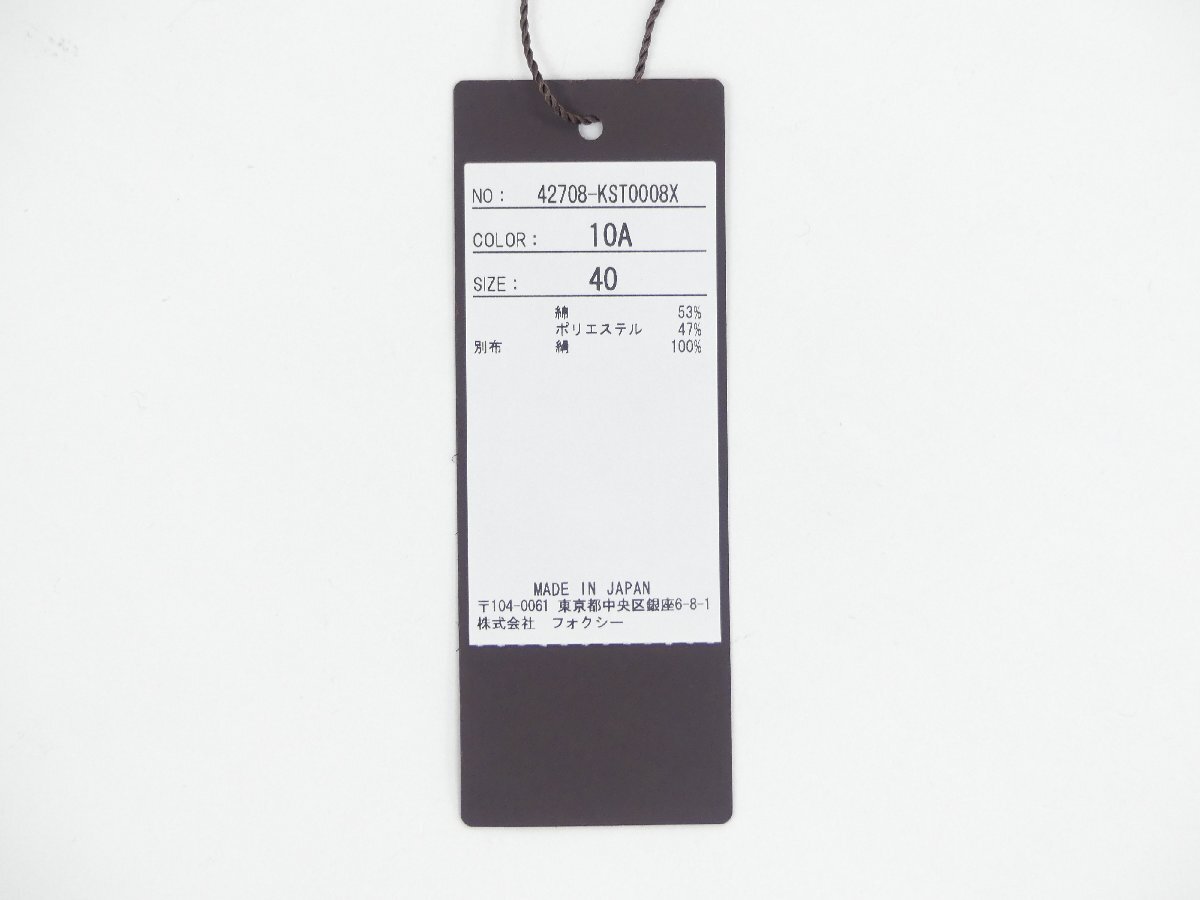 NO: 42708-KST0008X
COLOR: 10A
SIZE: 40
綿 53%
ポリエステル 47%
別布 絹 100%
MADE IN JAPAN
〒104-0061 東京都中央区銀座6-8-1
株式会社 フォクシー